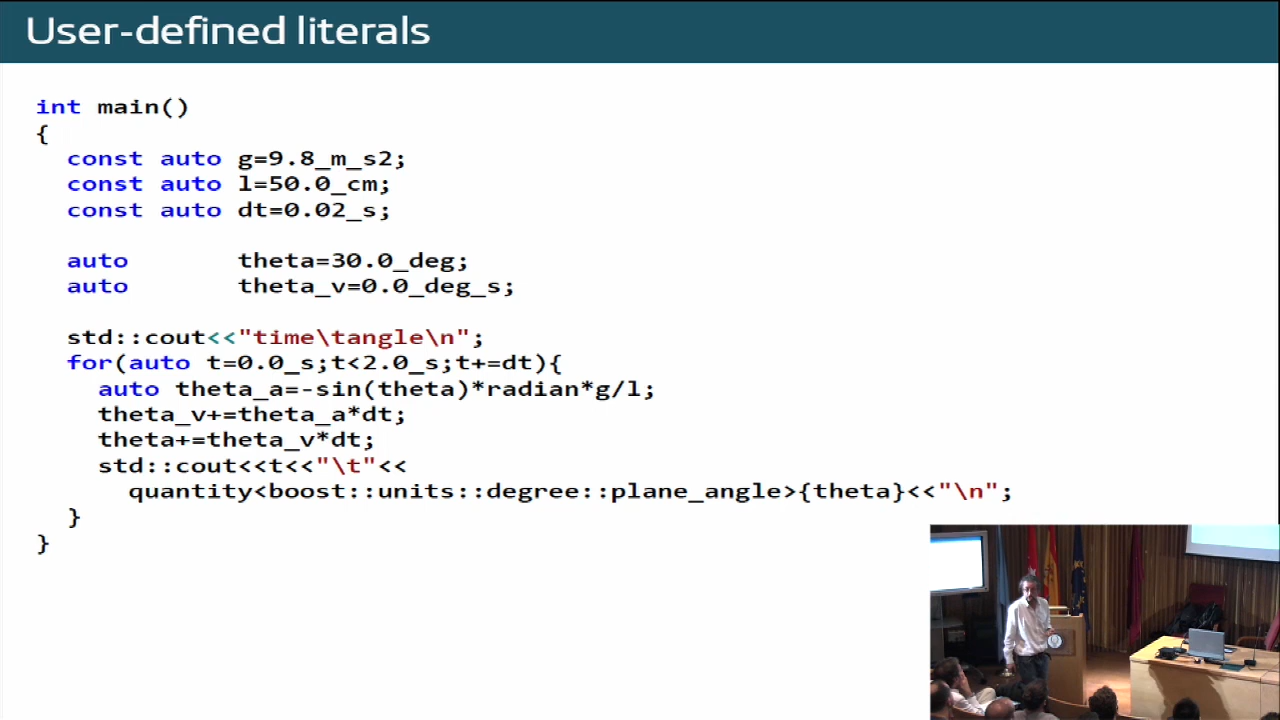 User-defined literals
int main()
{
const auto g=9.8_m_s2;
const auto l=50.0_cm;
const auto dt=0.02_s;
auto theta=30.0_deg;
auto theta_v=0.0_deg_s;
std::cout<<"time\tangle\n";
for(auto t=0.0_s;t<2.0_s;t+=dt){
auto theta_a=-sin(theta)*radian*g/l;
theta_v+=theta_a*dt;
theta+=theta_v*dt;
std::cout<<t<<"\t"<<
quantity<boost::units::degree::plane_angle>{theta}<<"\n";
}
}